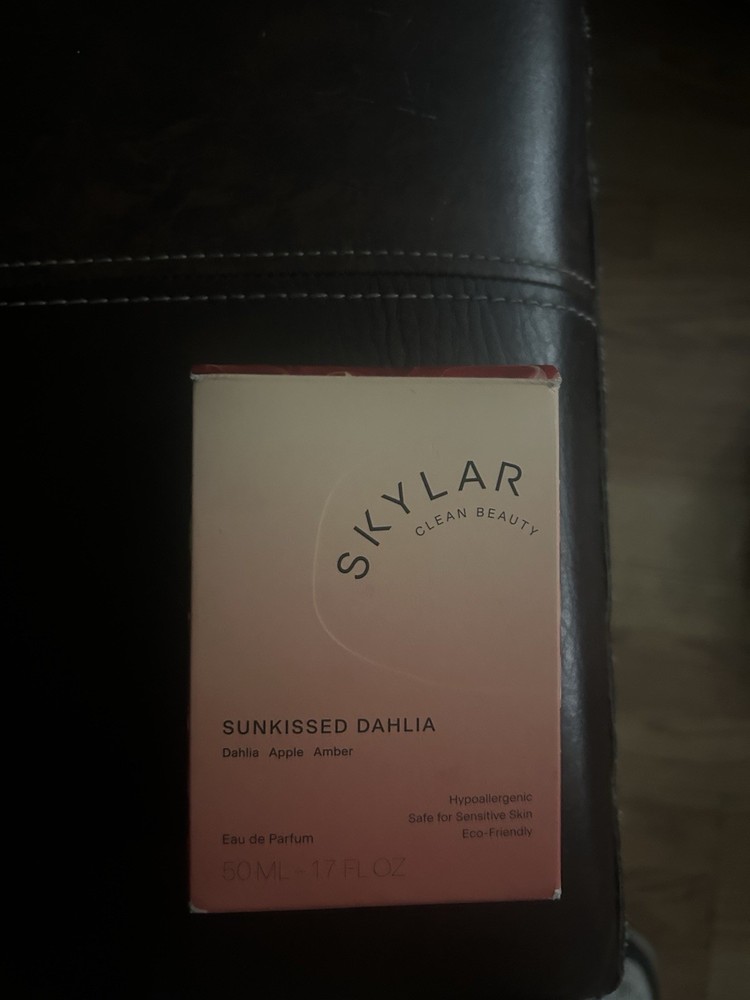 SKYLAR
CLEAN BEAUTY
SUNKISSED DAHLIA
Dahlia Apple Amber
Hypoallergenic
Safe for Sensitive Skin
Eco-Friendly
Eau de Parfum
50 ML - 1.7 FL OZ